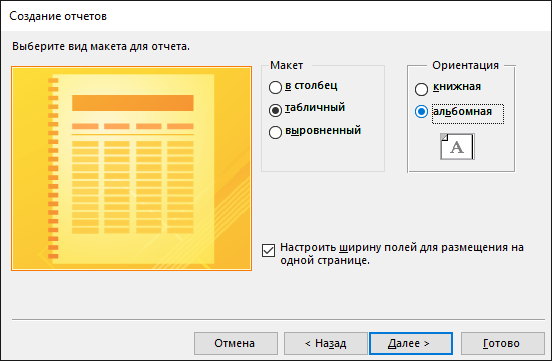 Создание отчетов
Выберите вид макета для отчета.
Макет
в столбец
табличный
выровненный
Ориентация
книжная
альбомная
A
Настроить ширину полей для размещения на
одной странице.
Отмена
< Назад
Далее >
Готово